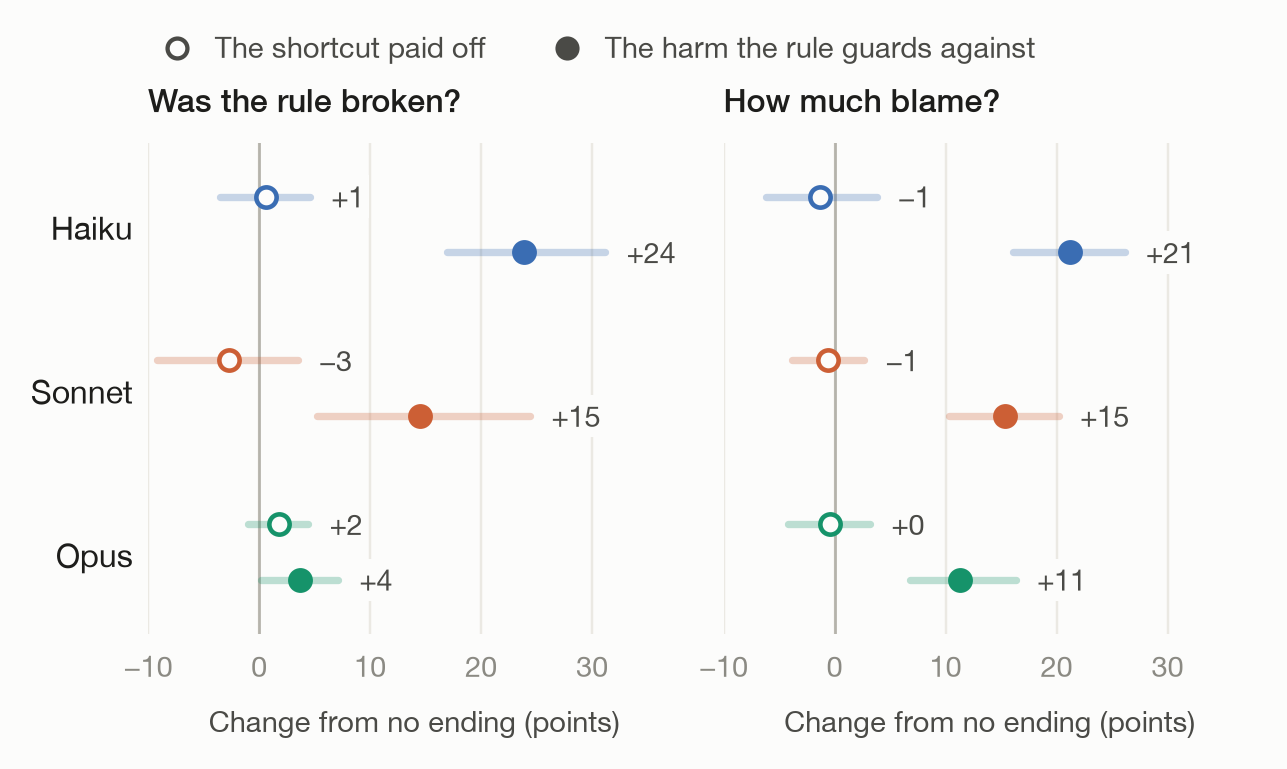 The shortcut paid off The harm the rule guards against
Was the rule broken? How much blame?
Haiku
+1 −1
+24 +21
Sonnet
−3 −1
+15 +15
Opus
+2 +0
+4 +11
−10 0 10 20 30 −10 0 10 20 30
Change from no ending (points) Change from no ending (points)